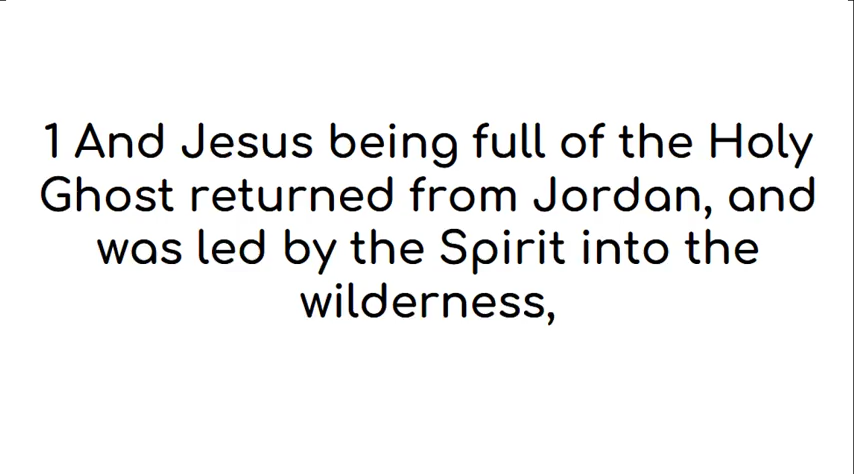 1 And Jesus being full of the Holy
Ghost returned from Jordan, and
was led by the Spirit into the
wilderness,